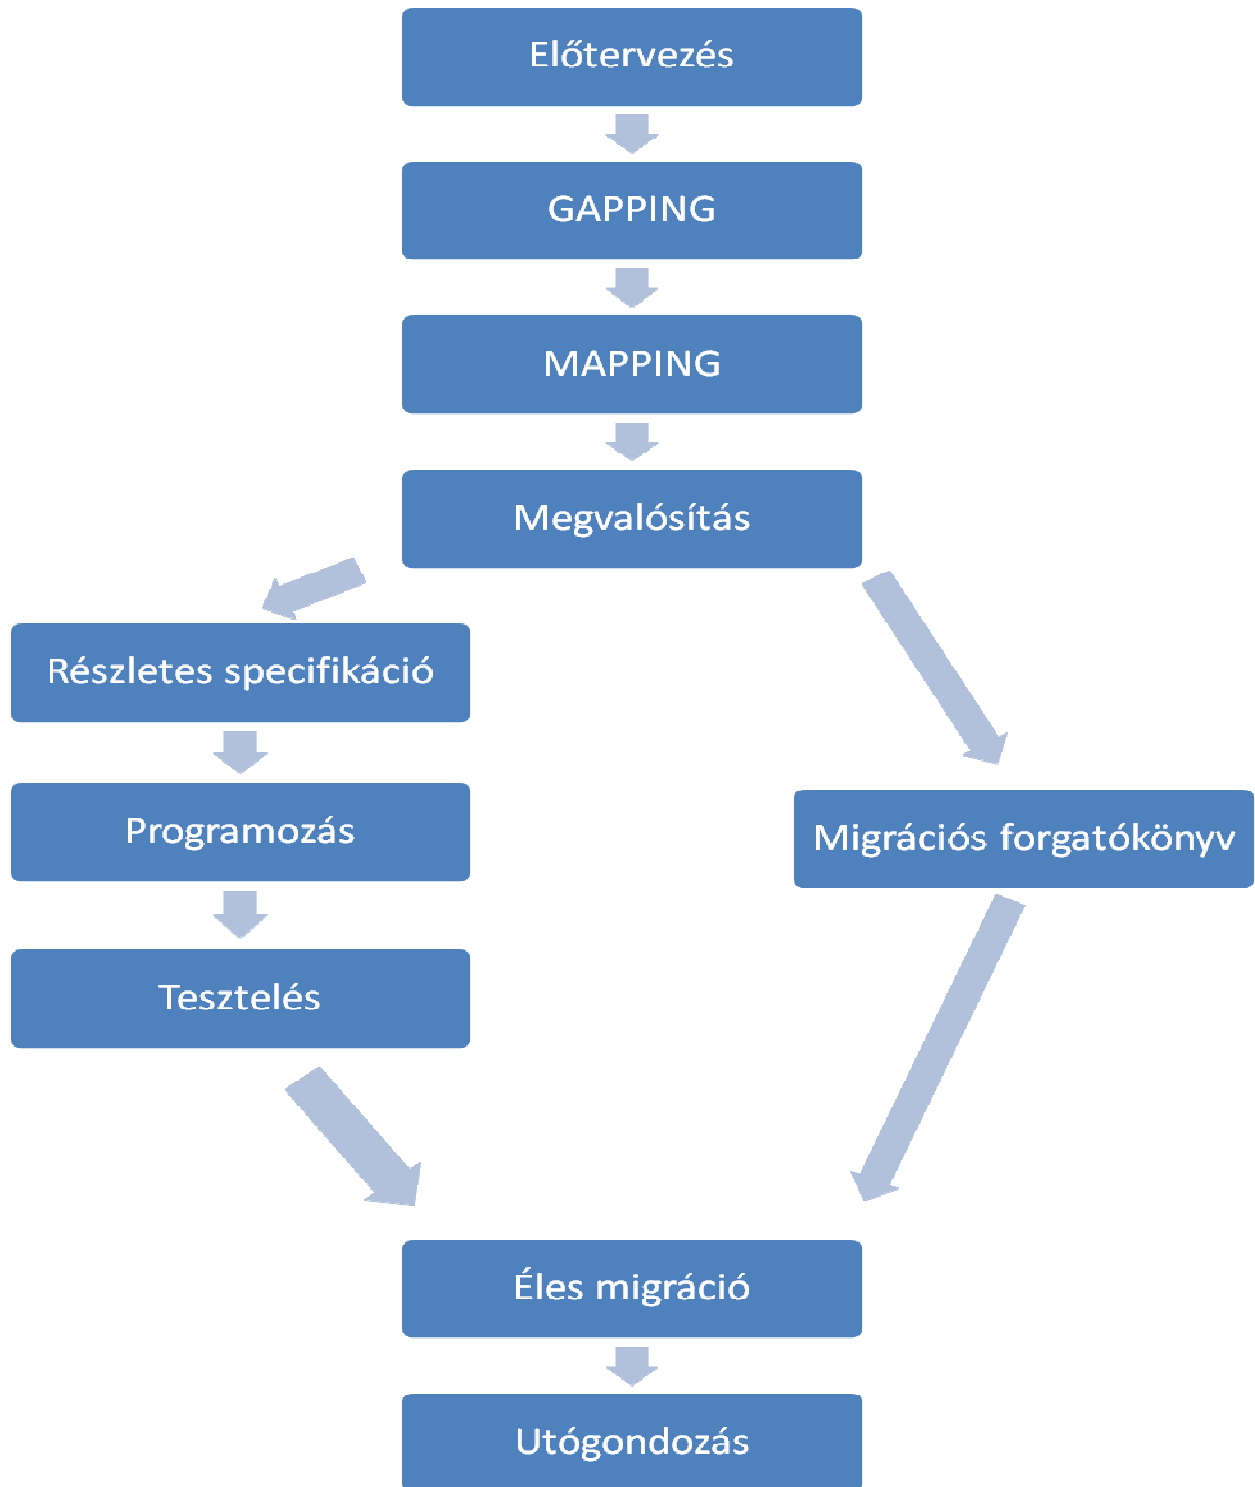 Előtervezés
GAPPING
MAPPING
Megvalósítás
Részletes specifikáció
Programozás
Migrációs forgatókönyv
Tesztelés
Éles migráció
Utógondozás